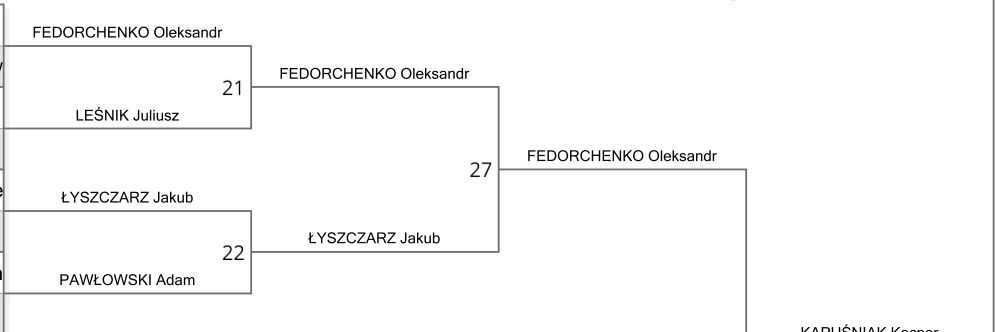 FEDORCHENKO Oleksandr
FEDORCHENKO Oleksandr
21
LEŚNIK Juliusz
FEDORCHENKO Oleksandr
27
ŁYSZCZARZ Jakub
ŁYSZCZARZ Jakub
22
PAWŁOWSKI Adam